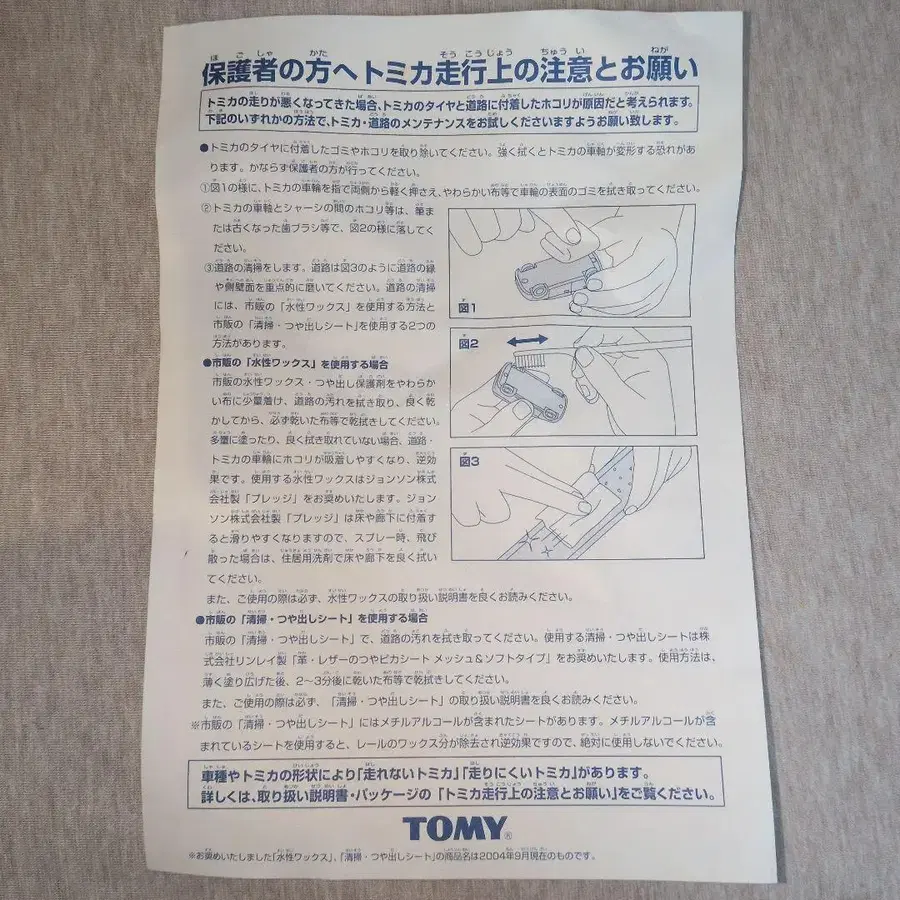 保護者の方へトミカ走行上の注意とお願い
トミカの走りが悪くなってきた場合、トミカのタイヤと道路に付着したホコリが原因だと考えられます。
下記のいずれかの方法で、トミカ・道路のメンテナンスをお試しくださいますようお願い致します。
●トミカのタイヤに付着したゴミやホコリを取り除いてください。強く拭くとトミカの車軸が変形する恐れがあ
ります。かならず保護者の方が行ってください。
①図1の様に、トミカの車輪を指で両側から軽く押さえ、やわらかい布等で車輪の表面のゴミを拭き取ってください。
②トミカの車軸とシャーシの間のホコリ等は、筆ま
たは古くなった歯ブラシ等で、図2の様に落してく
ださい。
③道路の清掃をします。道路は図3のように道路の縁
や側壁面を重点的に磨いてください。道路の清掃
には、市販の「水性ワックス」を使用する方法と
市販の「清掃・つや出しシート」を使用する2つの
方法があります。
図1
図2
図3
●市販の「水性ワックス」を使用する場合
市販の水性ワックス・つや出し保護剤をやわらか
い布に少量着け、道路の汚れを拭き取り、良く乾
かしてから、必ず乾いた布等で乾拭きしてください。
多量に塗ったり、良く拭き取れていない場合、道路・
トミカの車輪にホコリが吸着しやすくなり、逆効
果です。使用する水性ワックスはジョンソン株式
会社製「プレッジ」をお奨めいたします。ジョン
ソン株式会社製「プレッジ」は床や廊下に付着す
ると滑りやすくなりますので、スプレー時、飛び
散った場合は、住居用洗剤で床や廊下を良く拭い
てください。
また、ご使用の際は必ず、水性ワックスの取り扱い説明書を良くお読みください。
●市販の「清掃・つや出しシート」を使用する場合
市販の「清掃・つや出しシート」で、道路の汚れを拭き取ってください。使用する清掃・つや出しシートは株
式会社リンレイ製「革・レザーのつやピカシート メッシュ&ソフトタイプ」をお奨めいたします。使用方法は、
薄く塗り広げた後、2〜3分後に乾いた布等で乾拭きしてください。
また、ご使用の際は必ず、「清掃・つや出しシート」の取り扱い説明書を良くお読みください。
※市販の「清掃・つや出しシート」にはメチルアルコールが含まれたシートがあります。メチルアルコールが含
まれているシートを使用すると、レールのワックス分が除去され逆効果ですので、絶対に使用しないでください。
車種やトミカの形状により「走れないトミカ」「走りにくいトミカ」があります。
詳しくは、取り扱い説明書・パッケージの「トミカ走行上の注意とお願い」をご覧ください。
TOMY®
※お奨めいたしました「水性ワックス」、「清掃・つや出しシート」の商品名は2004年9月現在のものです。